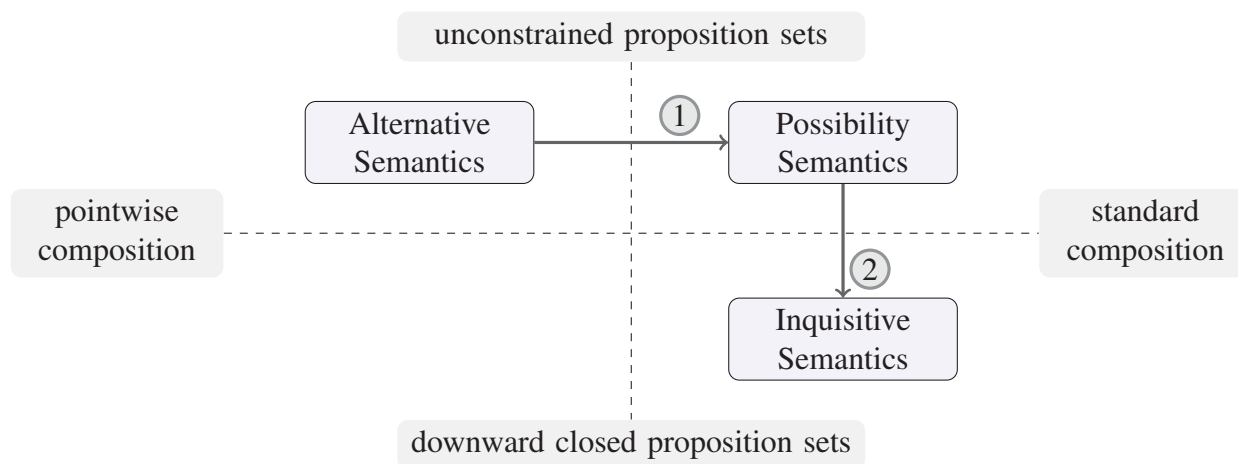 unconstrained proposition sets
Alternative
Semantics
1
Possibility
Semantics
pointwise
composition
standard
composition
2
Inquisitive
Semantics
downward closed proposition sets